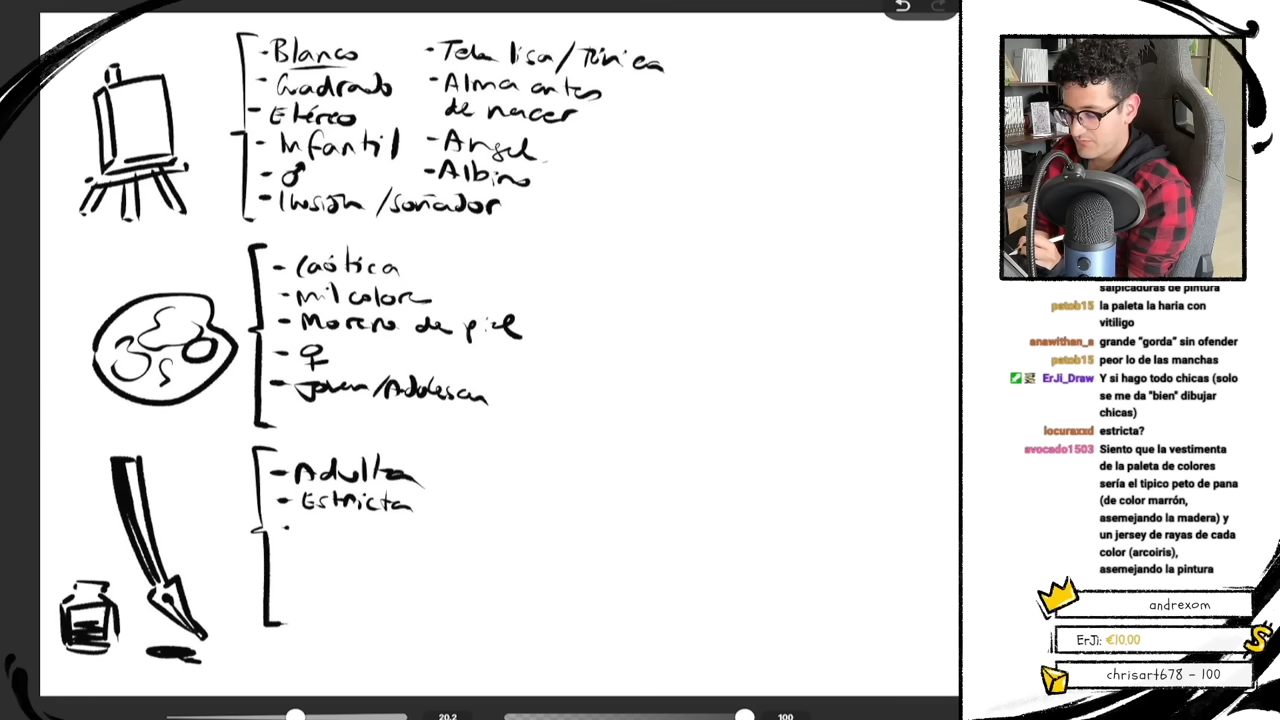 - Blanco
- Cuadrado
- Etéreo
- Infantil
- ♂
- Ilusión / soñador
- Tela lisa / Túnica
- Alma antes
de nacer
- Angel
- Albino
- Caótica
- Mil colores
- Moreno de piel
- ♀
- Joven/Adolescen
- Adulta
- Estricta
-
salpicaduras de pintura
patob15 la paleta la haria con
vitiligo
anawithan_a grande "gorda" sin ofender
patob15 peor lo de las manchas
ErJi_Draw Y si hago todo chicas (solo
se me da "bien" dibujar
chicas)
locuraxxd estricta?
avocado1503 Siento que la vestimenta
de la paleta de colores
sería el tipico peto de pana
(de color marrón,
asemejando la madera) y
un jersey de rayas de cada
color (arcoiris),
asemejando la pintura
andrexom
ErJi: €10.00
chrisart678 - 100
20.2
100